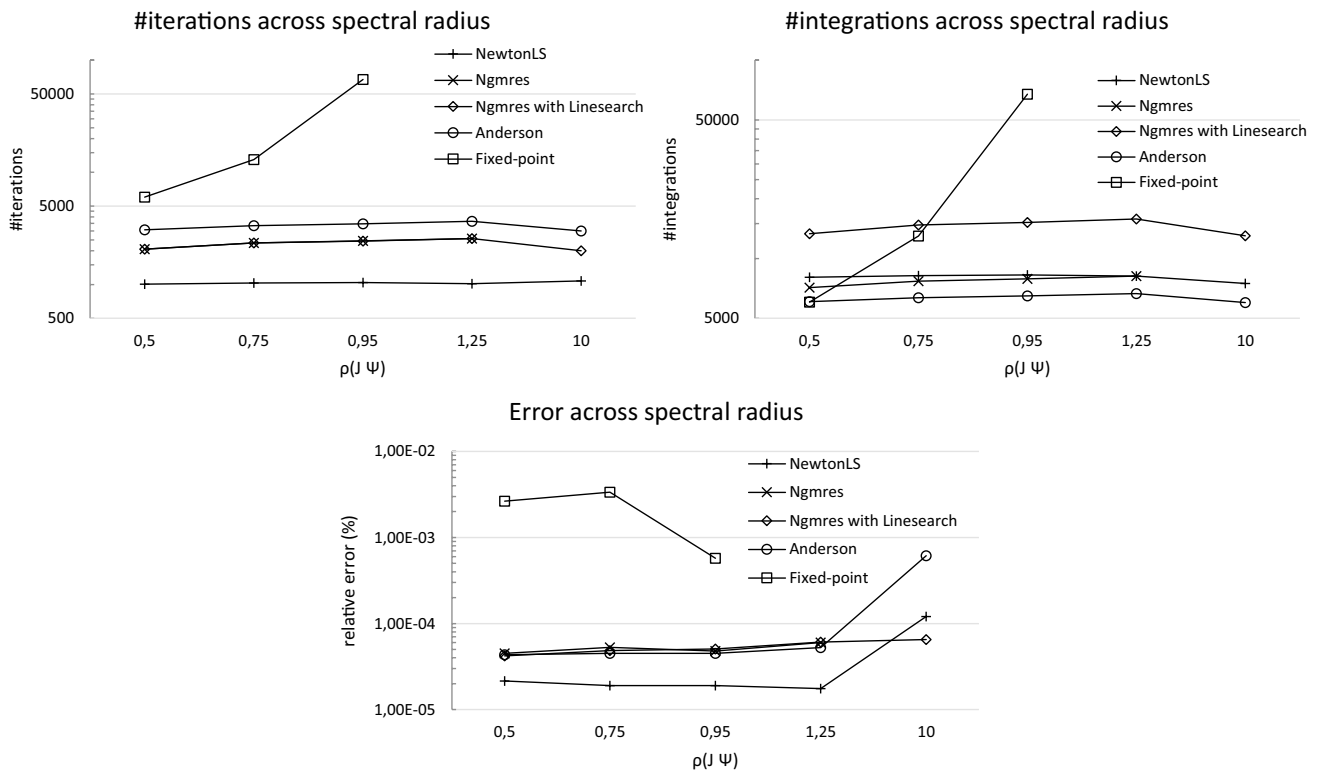 #iterations across spectral radius
#iterions
50000
5000
500
0,5 0,75 0,95 1,25 10
ρ(J Ψ)
NewtonLS
Ngmres
Ngmres with Linesearch
Anderson
Fixed-point
#integrations across spectral radius
#integrations
50000
5000
0,5 0,75 0,95 1,25 10
ρ(J Ψ)
NewtonLS
Ngmres
Ngmres with Linesearch
Anderson
Fixed-point
Error across spectral radius
relative error (%)
1,00E-02
1,00E-03
1,00E-04
1,00E-05
0,5 0,75 0,95 1,25 10
ρ(J Ψ)
NewtonLS
Ngmres
Ngmres with Linesearch
Anderson
Fixed-point